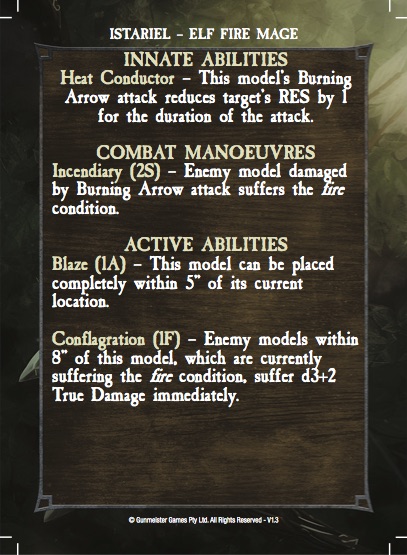 ISTARIEL – ELF FIRE MAGE
INNATE ABILITIES
Heat Conductor – This model's Burning
Arrow attack reduces target's RES by 1
for the duration of the attack.
COMBAT MANOEUVRES
Incendiary (2S) – Enemy model damaged
by Burning Arrow attack suffers the fire
condition.
ACTIVE ABILITIES
Blaze (1A) – This model can be placed
completely within 5” of its current
location.
Conflagration (1F) – Enemy models within
8” of this model, which are currently
suffering the fire condition, suffer d3+2
True Damage immediately.
© Gunmeister Games Pty Ltd. All Rights Reserved - V1.3